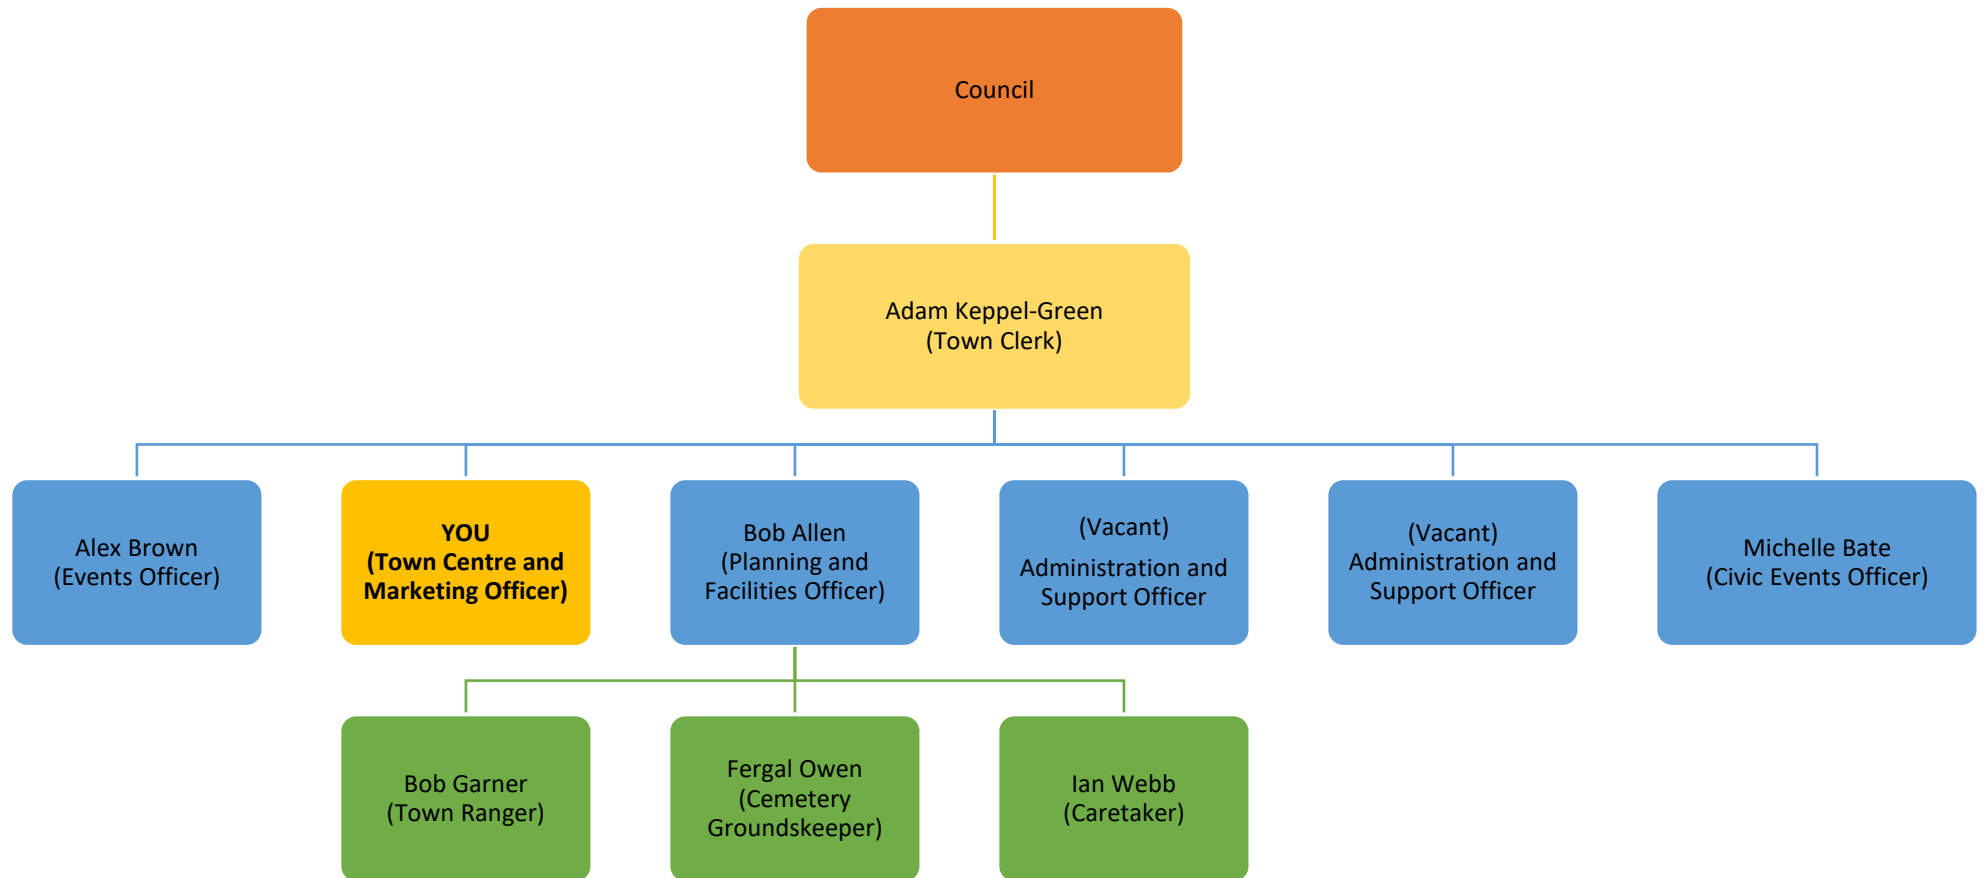 Council
Adam Keppel-Green
(Town Clerk)
Alex Brown
(Events Officer)
YOU
(Town Centre and
Marketing Officer)
Bob Allen
(Planning and
Facilities Officer)
(Vacant)
Administration and
Support Officer
(Vacant)
Administration and
Support Officer
Michelle Bate
(Civic Events Officer)
Bob Garner
(Town Ranger)
Fergal Owen
(Cemetery
Groundskeeper)
Ian Webb
(Caretaker)